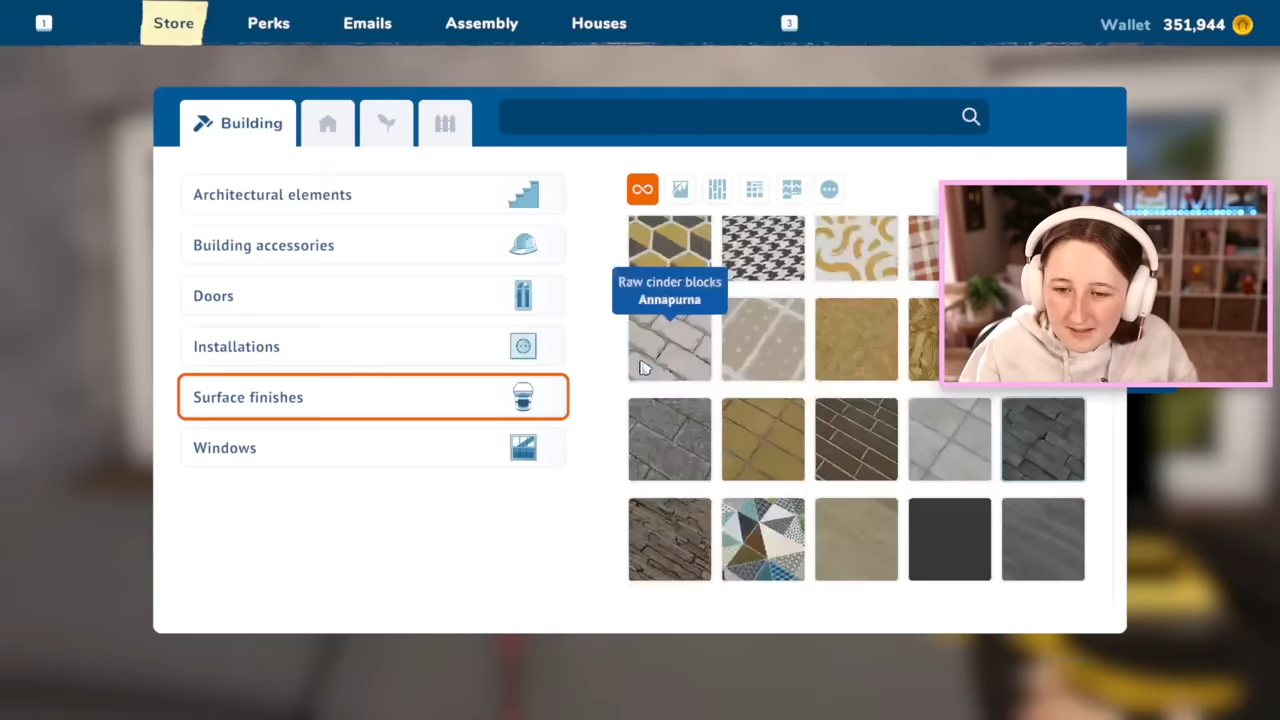 1
Store
Perks
Emails
Assembly
Houses
3
Wallet 351,944
Building
Architectural elements
Building accessories
Doors
Installations
Surface finishes
Windows
Raw cinder blocks
Annapurna